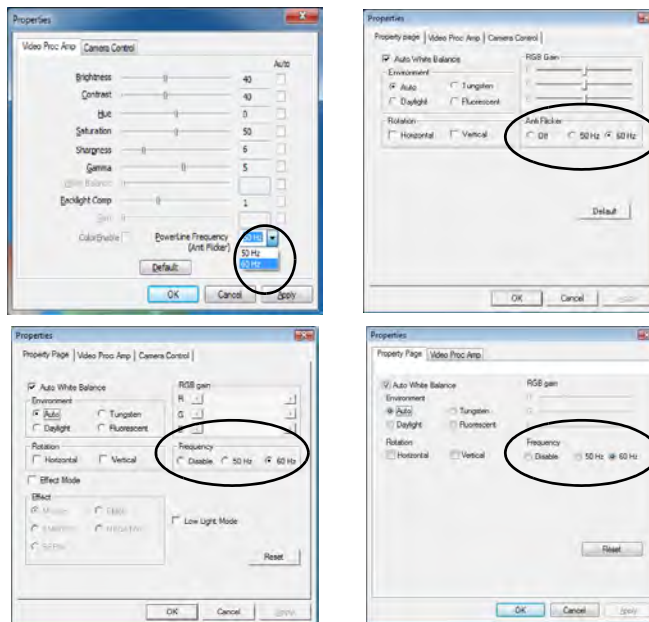 Properties
Video Proc Amp Camera Control
Auto
Brightness 40
Contrast 40
Hue 0
Saturation 50
Sharpness 6
Gamma 5
White Balance
Backlight Comp 1
Gain
ColorEnable PowerLine Frequency
(Anti Flicker)
50 Hz
60 Hz
Default
OK Cancel Apply
Properties
Property page Video Proc Amp Camera Control
Auto White Balance
RGB Gain
Environment
Auto Tungsten
Daylight Fluorescent
Rotation Anti Flicker
Horizontal Vertical Off 50 Hz 60 Hz
Default
OK Cancel
Properties
Property Page Video Proc Amp Camera Control
Auto White Balance RGB gain
Environment R
Auto Tungsten G
Daylight Fluorescent
Rotation Frequency
Horizontal Vertical Disable 50 Hz 60 Hz
Effect Mode
Effect
Low Light Mode
Reset
OK Cancel Apply
Properties
Property Page Video Proc Amp
Auto White Balance RGB gain
Environment
Auto Tungsten
Daylight Fluorescent
Rotation Frequency
Horizontal Vertical Disable 50 Hz 60 Hz
Reset
OK Cancel Apply